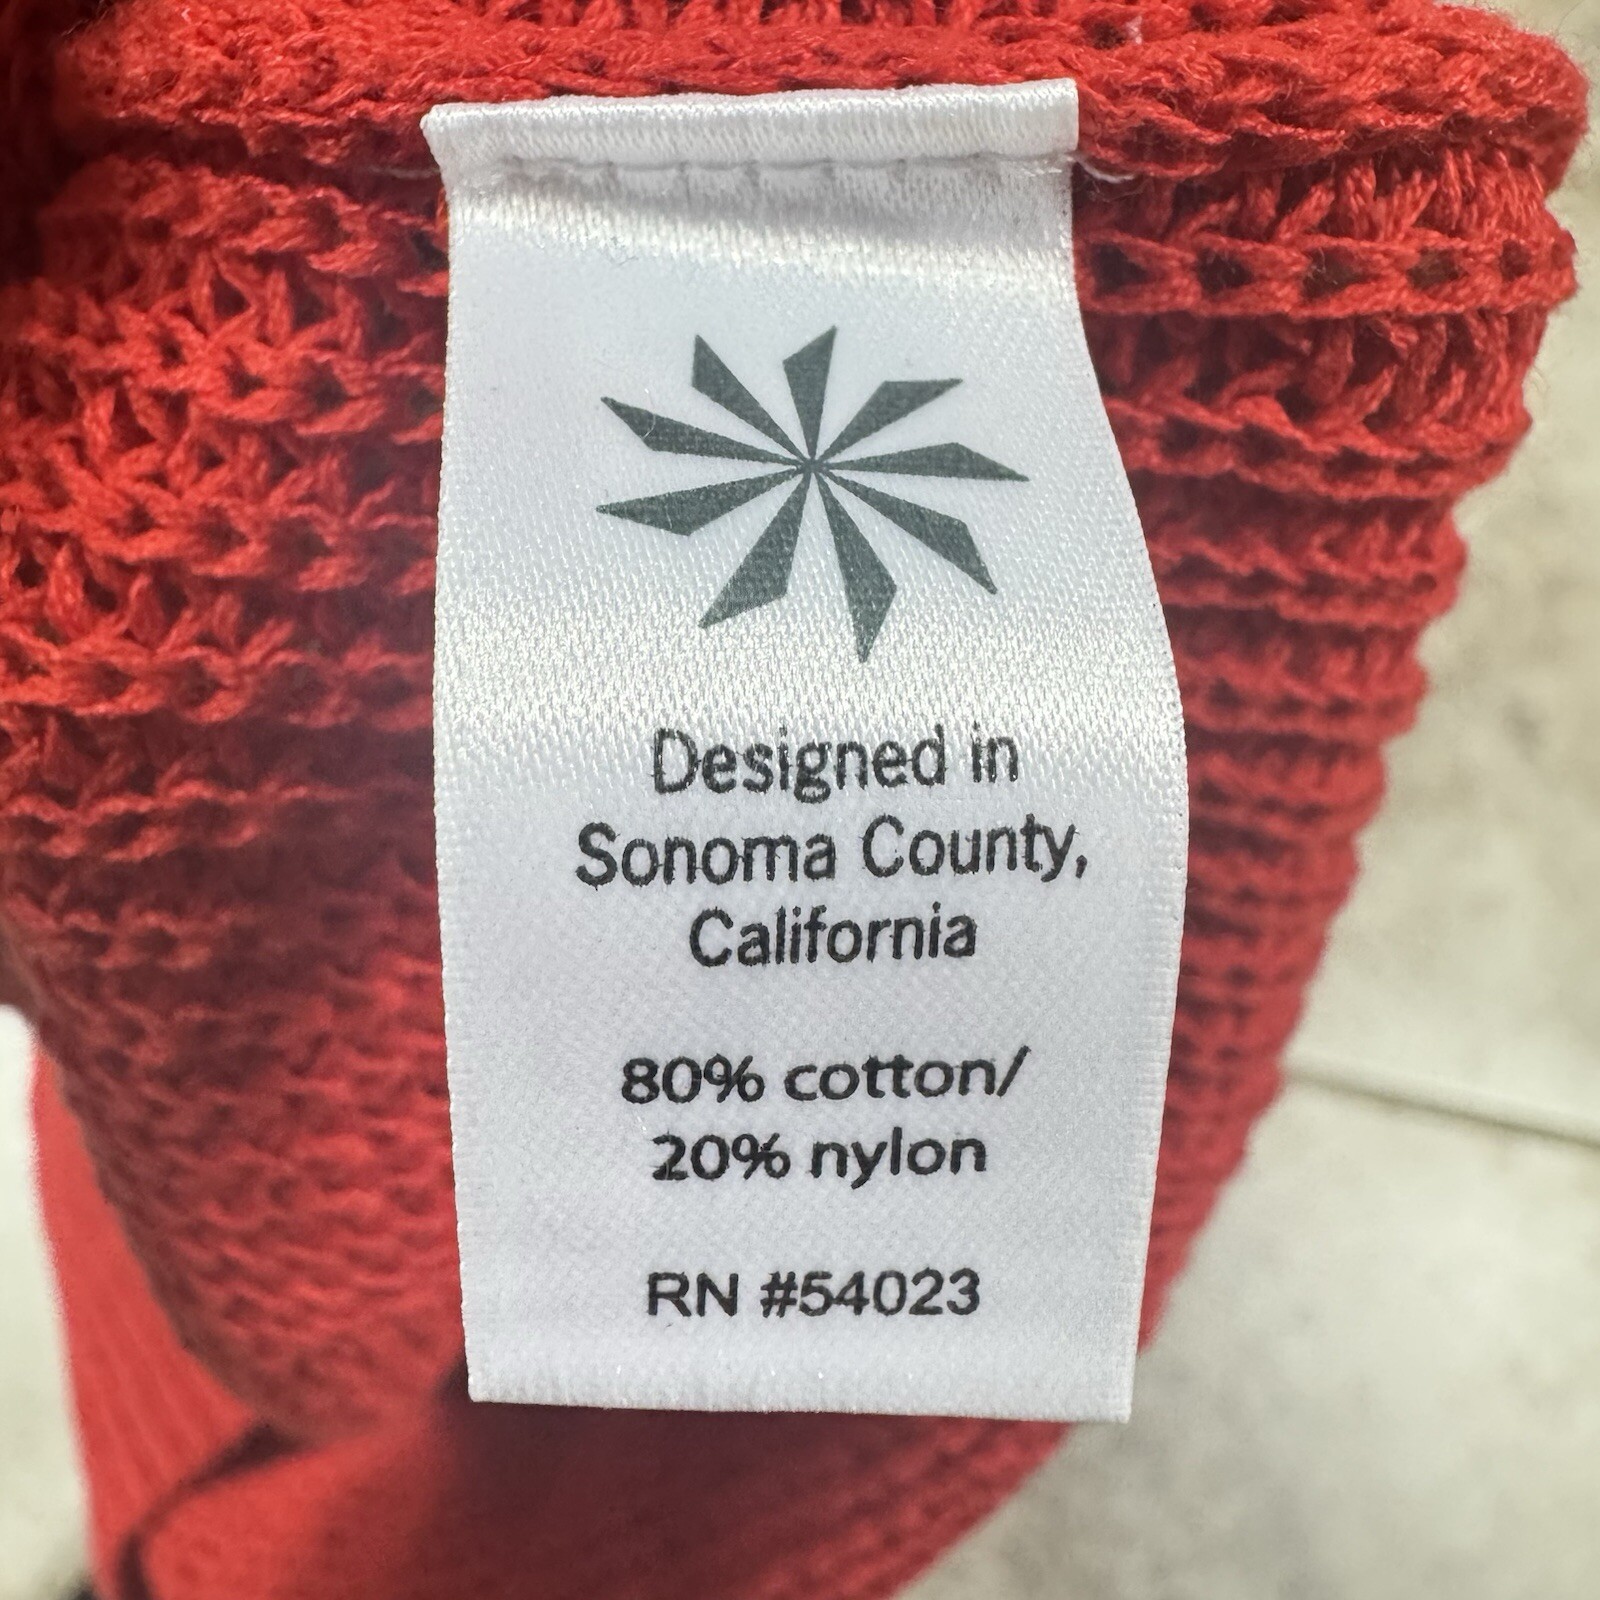 Designed in
Sonoma County,
California
80% cotton/
20% nylon
RN #54023